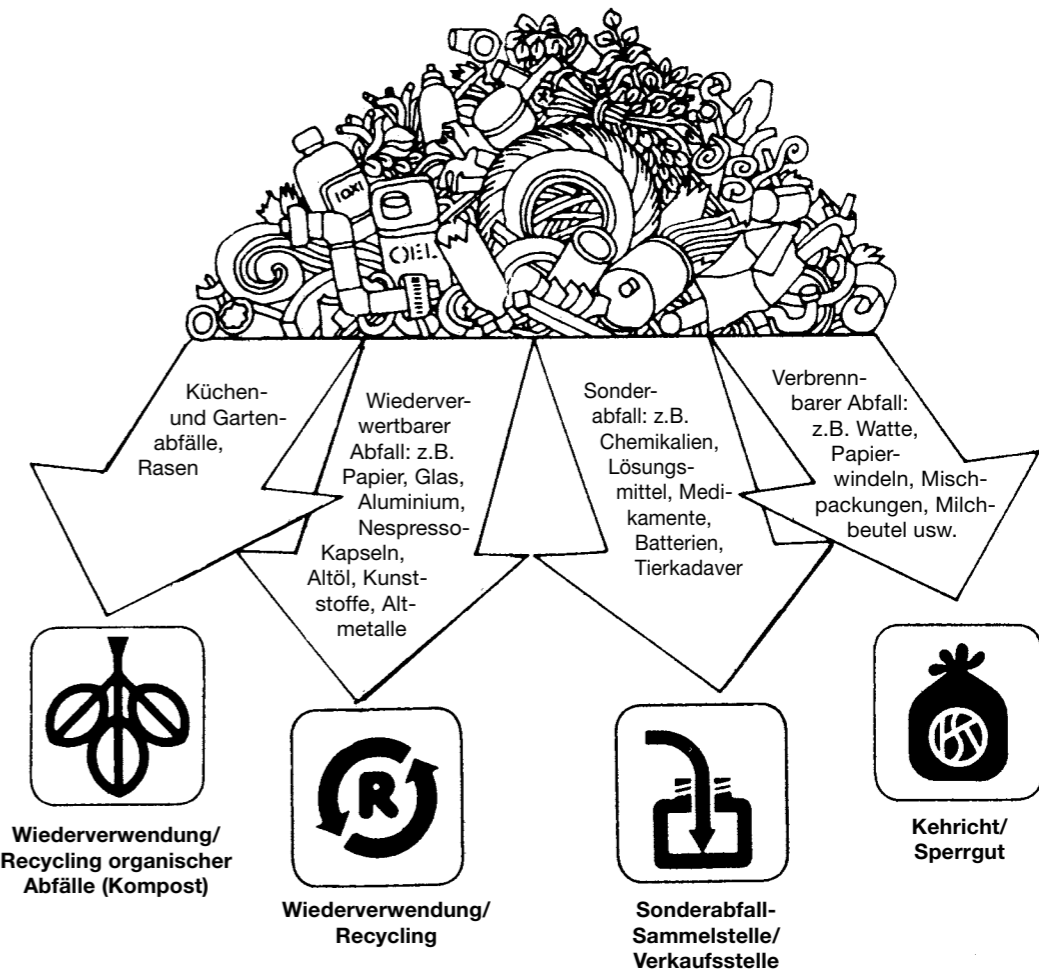 TOXI
OEL
Küchen-
und Garten-
abfälle,
Rasen
Wiederver-
wertbarer
Abfall: z.B.
Papier, Glas,
Aluminium,
Nespresso-
Kapseln,
Altöl, Kunst-
stoffe, Alt-
metalle
Sonder-
abfall: z.B.
Chemikalien,
Lösungs-
mittel, Medi-
kamente,
Batterien,
Tierkadaver
Verbrenn-
barer Abfall:
z.B. Watte,
Papier-
windeln, Misch-
packungen, Milch-
beutel usw.
Wiederverwendung/
Recycling organischer
Abfälle (Kompost)
R
Wiederverwendung/
Recycling
Sonderabfall-
Sammelstelle/
Verkaufsstelle
Kehricht/
Sperrgut